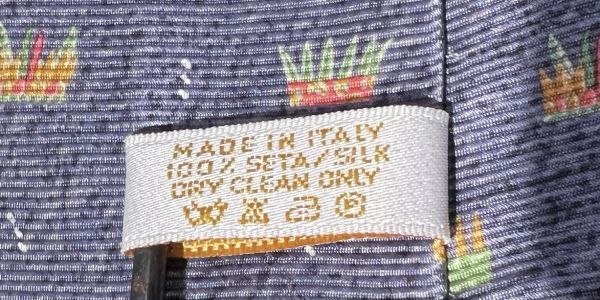 MADE IN ITALY
100% SETA/SILK
DRY CLEAN ONLY